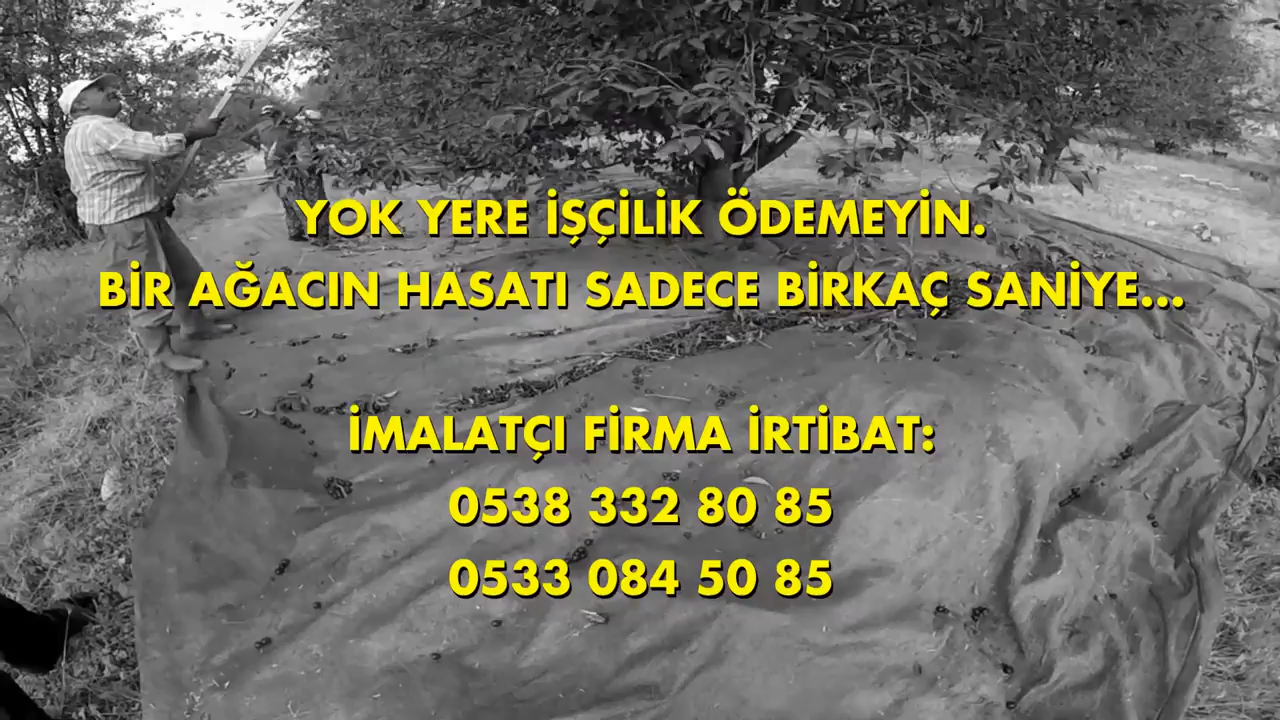 YOK YERE İŞÇİLİK ÖDEMEYİN.
BİR AĞACIN HASATI SADECE BİRKAÇ SANİYE...
İMALATÇI FİRMA İRTİBAT:
0538 332 80 85
0533 084 50 85